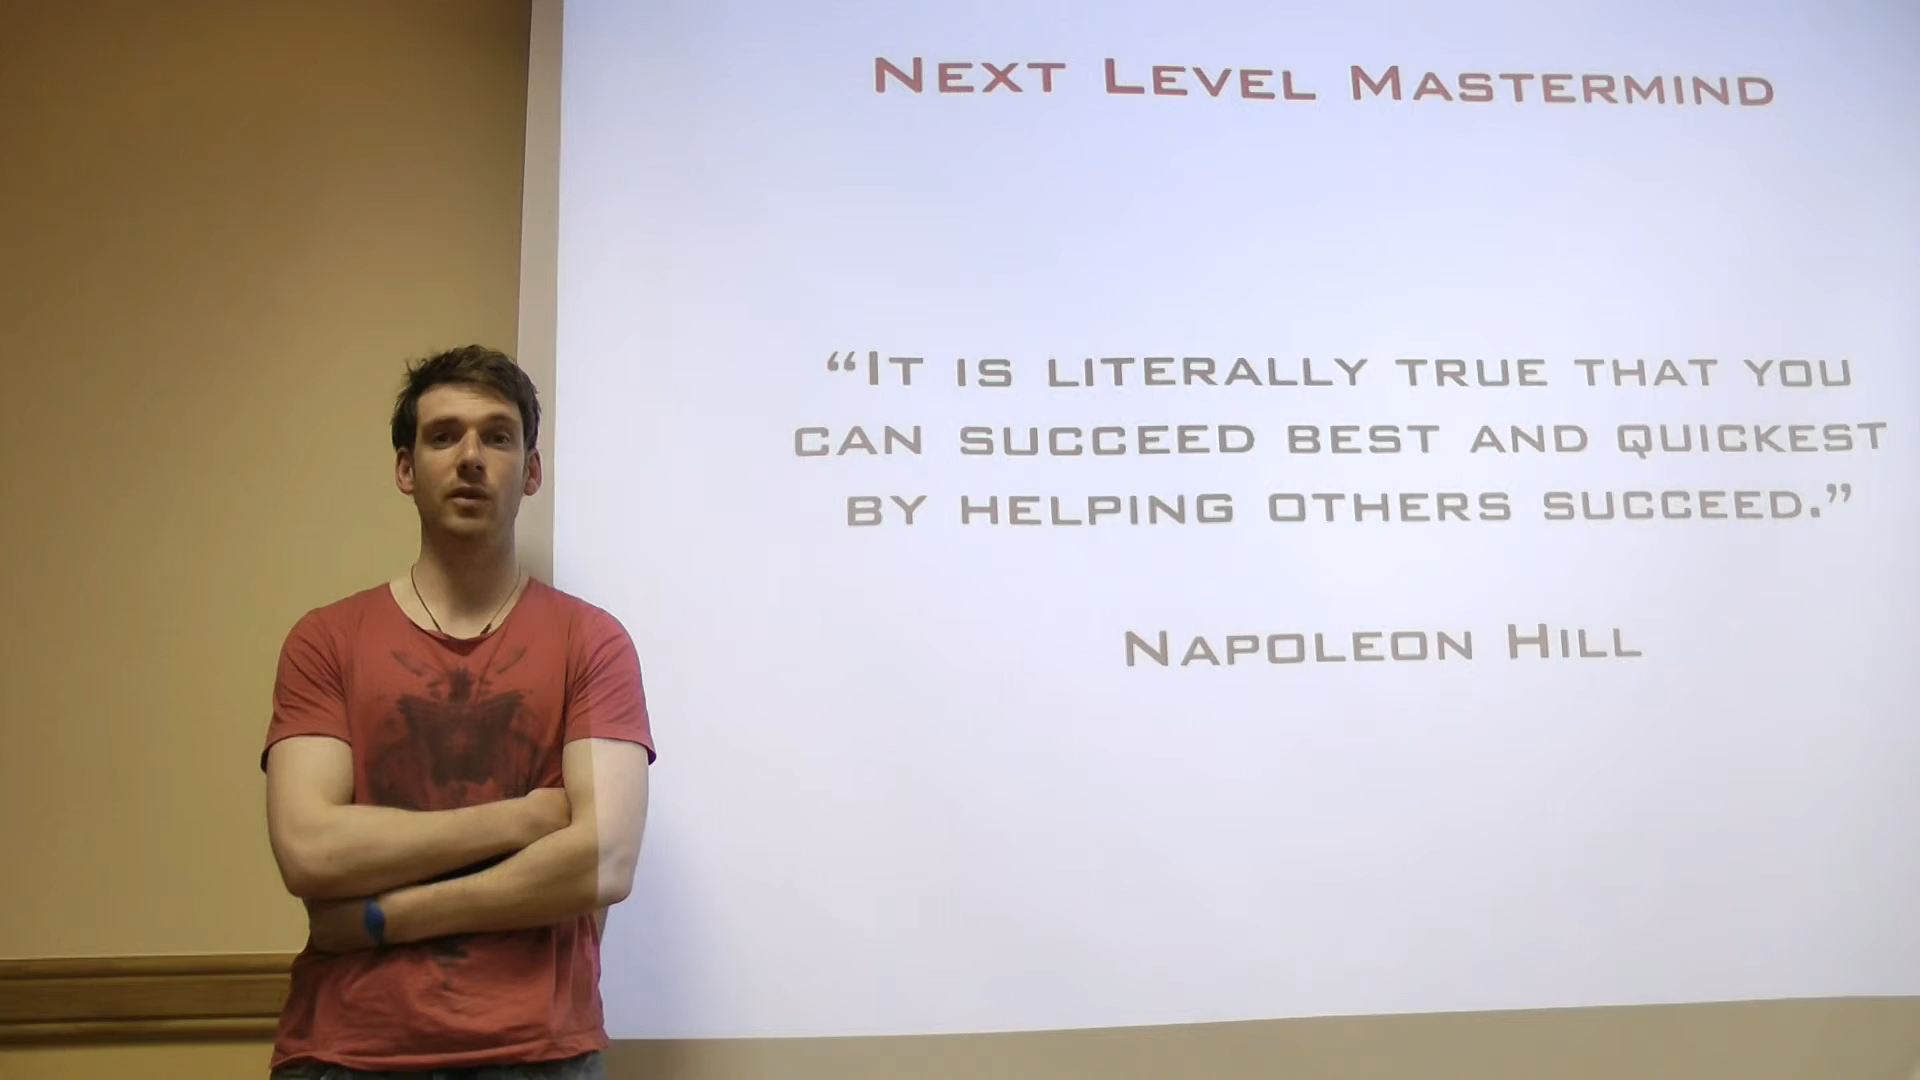 Next Level Mastermind
“It is literally true that you
can succeed best and quickest
by helping others succeed.”
Napoleon Hill